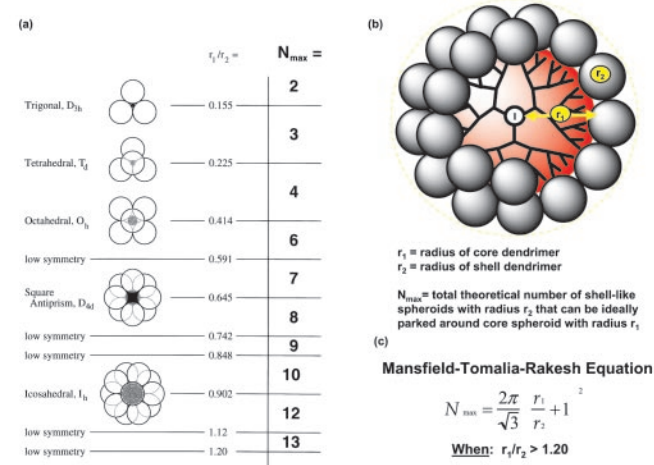 (a)
r₁/r₂ =
N max =
2
Trigonal, D₃ₕ
0.155
3
Tetrahedral, T_d
0.225
4
Octahedral, Oₕ
0.414
6
low symmetry
0.591
7
Square
Antiprism, D₄d
0.645
8
low symmetry
0.742
9
low symmetry
0.848
10
Icosahedral, Iₕ
0.902
12
low symmetry
1.12
13
low symmetry
1.20
(b)
r₂
I
r₁
r₁ = radius of core dendrimer
r₂ = radius of shell dendrimer
Nmax= total theoretical number of shell-like
spheroids with radius r₂ that can be ideally
parked around core spheroid with radius r₁
(c)
Mansfield-Tomalia-Rakesh Equation
N max = 2π/√3 r₁/r₂ +1 ²
When: r₁/r₂ > 1.20